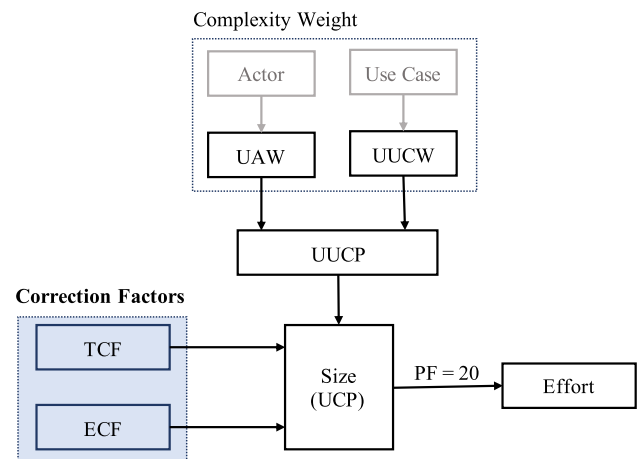 Complexity Weight
Actor
Use Case
UAW
UUCW
UUCP
Correction Factors
TCF
Size
(UCP)
PF = 20
Effort
ECF